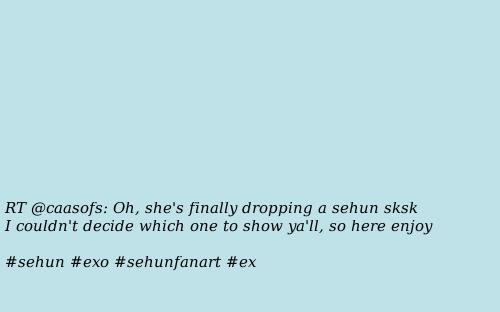 RT @caasofs: Oh, she's finally dropping a sehun sksk
I couldn't decide which one to show ya'll, so here enjoy
#sehun #exo #sehunfanart #ex